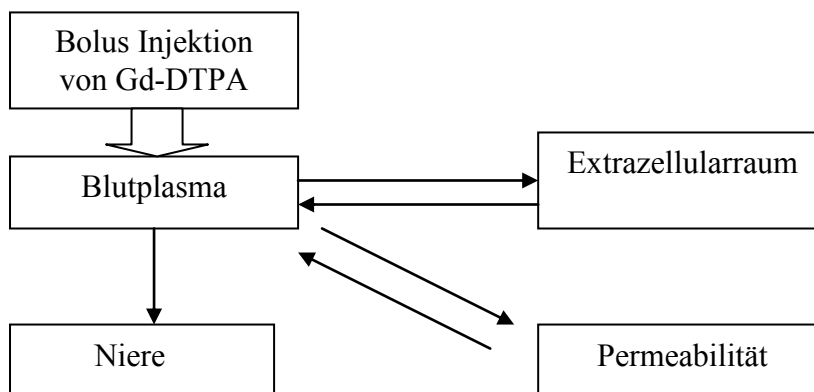 Bolus Injektion
von Gd-DTPA
Blutplasma
Extrazellularraum
Niere
Permeabilität